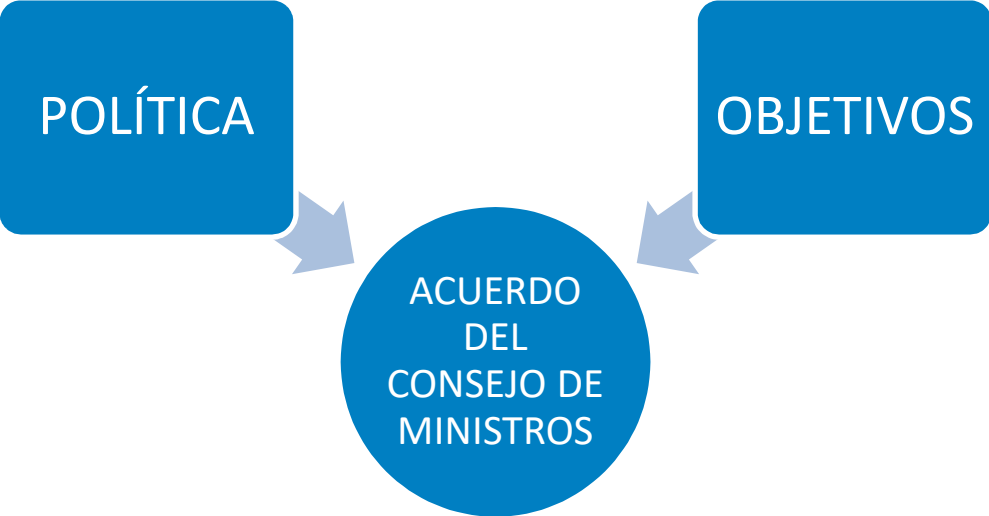 POLÍTICA
OBJETIVOS
ACUERDO
DEL
CONSEJO DE
MINISTROS